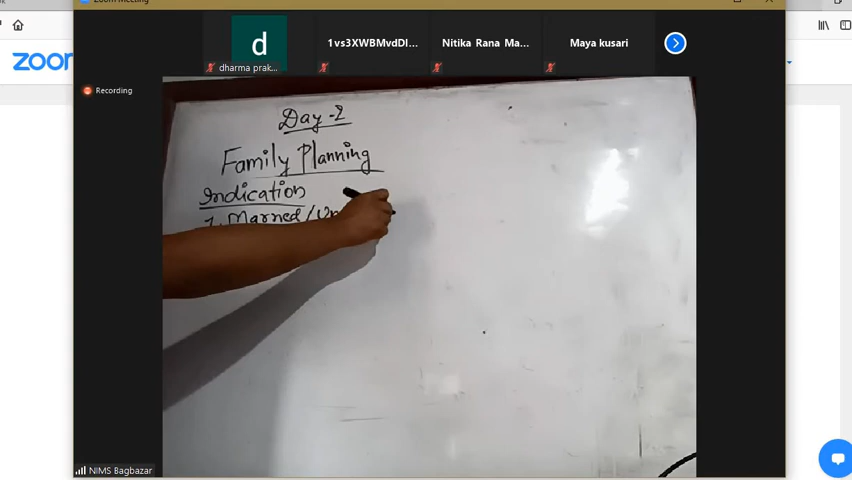 Zoom Meeting
zoom
d
dharma prak...
1vs3XWBMvdDl...
Nitika Rana Ma...
Maya kusari
Recording
Day-2
Family Planning
Indication
1. Married/Un
NIMS Bagbazar